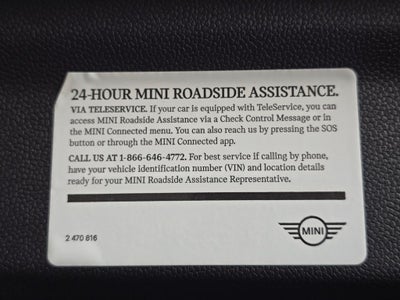 24-HOUR MINI ROADSIDE ASSISTANCE.
VIA TELESERVICE. If your car is equipped with TeleService, you can
access MINI Roadside Assistance via a Check Control Message or in
the MINI Connected menu. You can also reach us by pressing the SOS
button or through the MINI Connected app.
CALL US AT 1-866-646-4772. For best service if calling by phone,
have your vehicle identification number (VIN) and location details
ready for your MINI Roadside Assistance Representative.
MINI
2 470 816